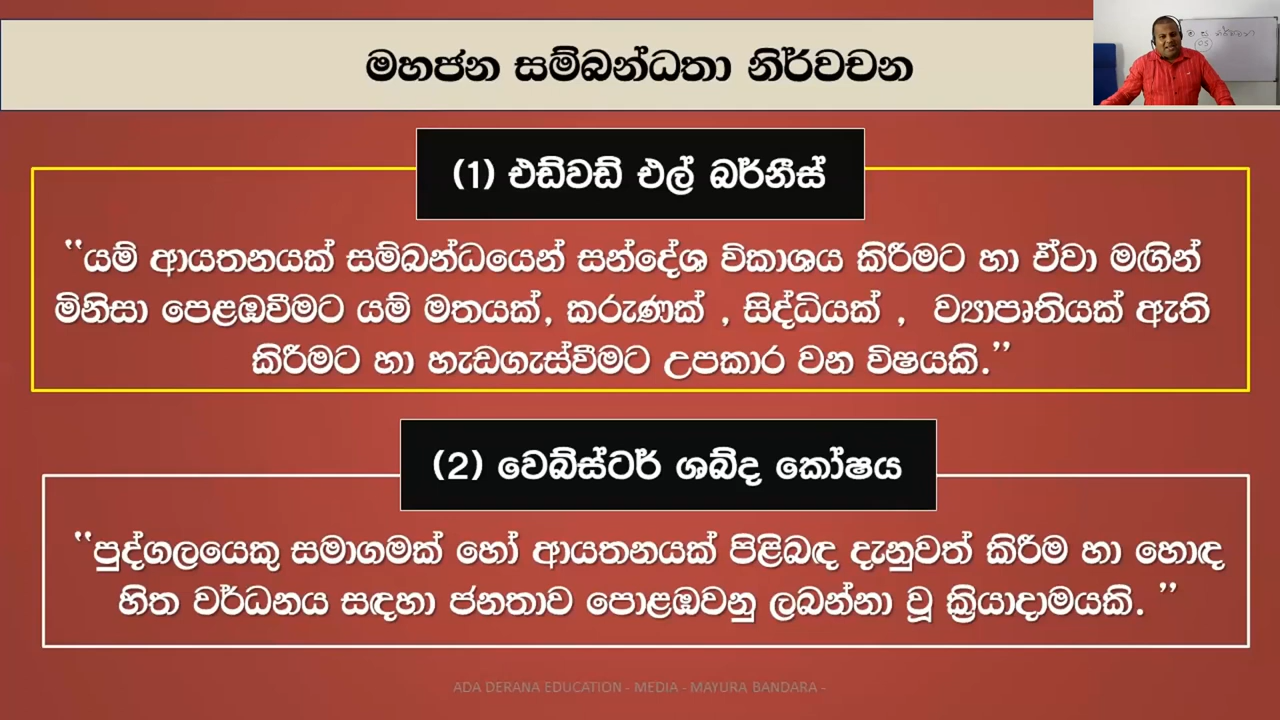 මහජන සම්බන්ධතා නිර්වචන
(1) එඩ්වඩ් එල් බර්නීස්
“යම් ආයතනයක් සම්බන්ධයෙන් සන්දේශ විකාශය කිරීමට හා ඒවා මඟින්
මිනිසා පෙළඹවීමට යම් මතයක්, කරුණක් , සිද්ධියක් , ව්‍යාපෘතියක් ඇති
කිරීමට හා හැඩගැස්වීමට උපකාර වන විෂයකි.”
(2) වෙබ්ස්ටර් ශබ්ද කෝෂය
“පුද්ගලයෙකු සමාගමක් හෝ ආයතනයක් පිළිබඳ දැනුවත් කිරීම හා හොඳ
හිත වර්ධනය සඳහා ජනතාව පොළඹවනු ලබන්නා වූ ක්‍රියාදාමයකි. ”
ADA DERANA EDUCATION - MEDIA - MAYURA BANDARA -